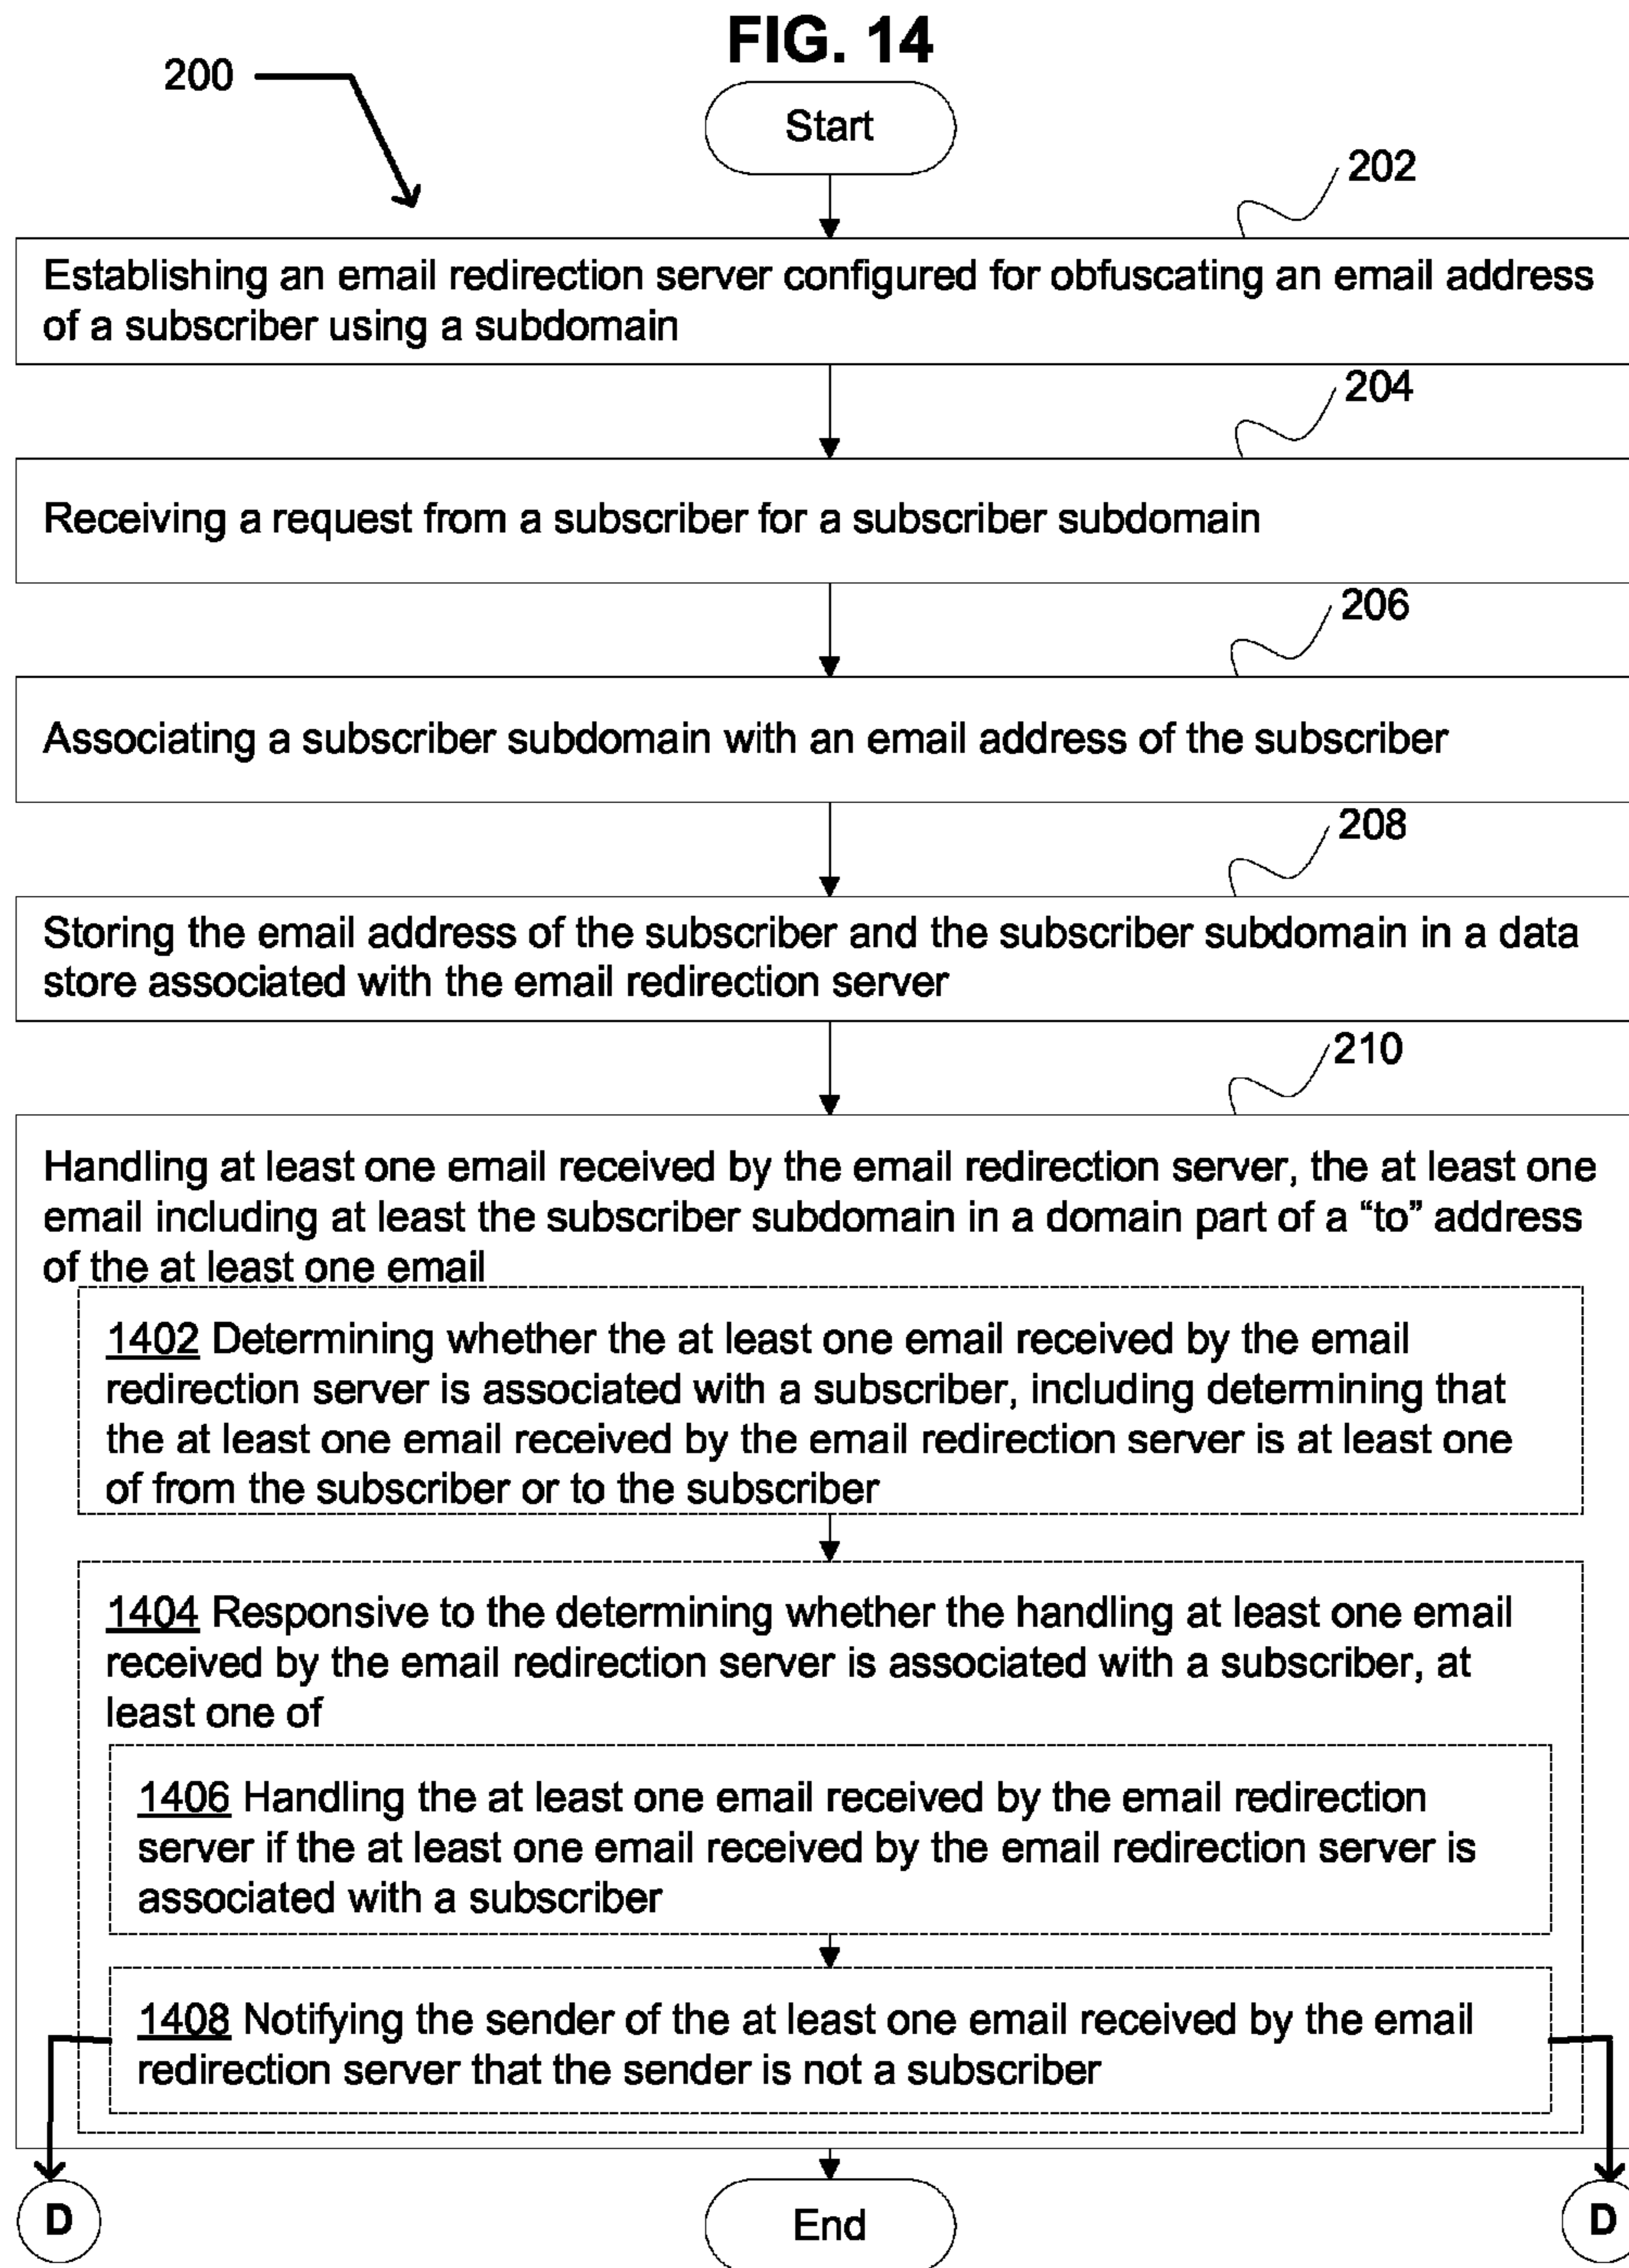 FIG. 14
200
Start
202
Establishing an email redirection server configured for obfuscating an email address
of a subscriber using a subdomain
204
Receiving a request from a subscriber for a subscriber subdomain
206
Associating a subscriber subdomain with an email address of the subscriber
208
Storing the email address of the subscriber and the subscriber subdomain in a data
store associated with the email redirection server
210
Handling at least one email received by the email redirection server, the at least one
email including at least the subscriber subdomain in a domain part of a “to” address
of the at least one email
1402 Determining whether the at least one email received by the email
redirection server is associated with a subscriber, including determining that
the at least one email received by the email redirection server is at least one
of from the subscriber or to the subscriber
1404 Responsive to the determining whether the handling at least one email
received by the email redirection server is associated with a subscriber, at
least one of
1406 Handling the at least one email received by the email redirection
server if the at least one email received by the email redirection server is
associated with a subscriber
1408 Notifying the sender of the at least one email received by the email
redirection server that the sender is not a subscriber
D
End
D